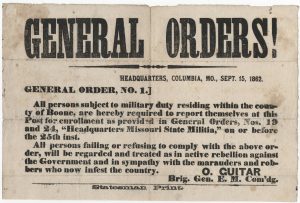 GENERAL ORDERS!
HEADQUARTERS, COLUMBIA, MO., SEPT. 15, 1862.
GENERAL ORDER, NO. 1.]
All persons subject to military duty residing within the coun-
ty of Boone, are hereby required to report themselves at this
Post for enrollment as provided in General Orders, Nos. 19
and 24, "Headquarters Missouri State Militia," on or before
the 25th inst.
All persons failing or refusing to comply with the above or-
der, will be regarded and treated as in active rebellion against
the Government and in sympathy with the marauders and rob-
bers who now infest the country.
O. GUITAR
Brig. Gen. E. M. Com'dg.
Statesman Print.